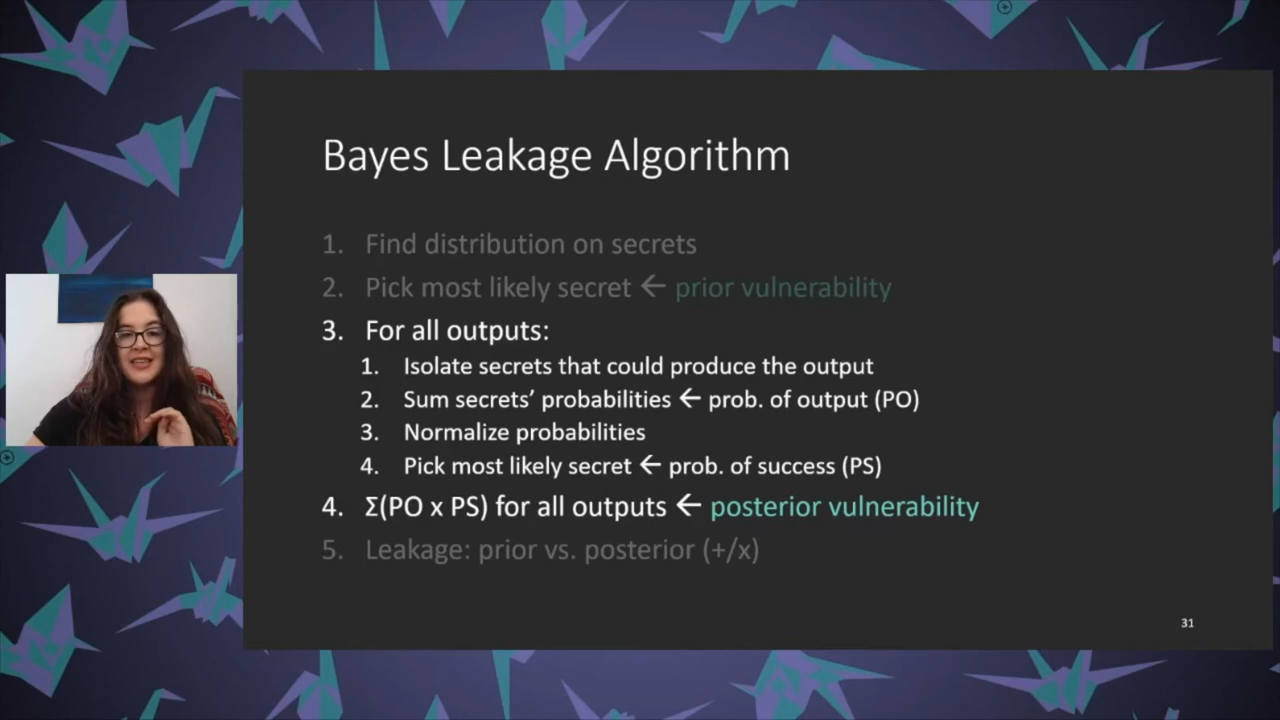 Bayes Leakage Algorithm
1. Find distribution on secrets
2. Pick most likely secret ← prior vulnerability
3. For all outputs:
1. Isolate secrets that could produce the output
2. Sum secrets’ probabilities ← prob. of output (PO)
3. Normalize probabilities
4. Pick most likely secret ← prob. of success (PS)
4. Σ(PO x PS) for all outputs ← posterior vulnerability
5. Leakage: prior vs. posterior (+/x)
31